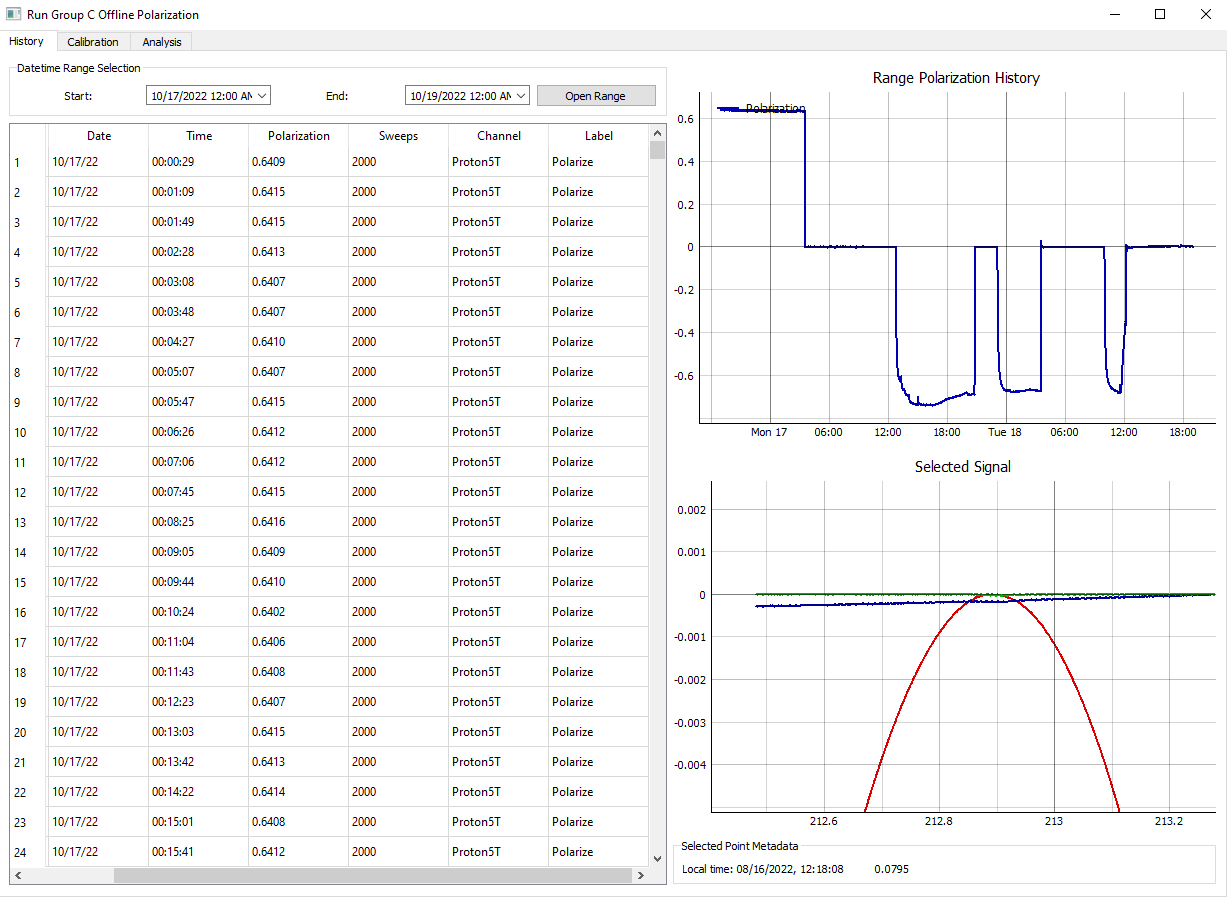 Run Group C Offline Polarization
History Calibration Analysis
Datetime Range Selection
Start: 10/17/2022 12:00 AM End: 10/19/2022 12:00 AM Open Range
Date Time Polarization Sweeps Channel Label
1 10/17/22 00:00:29 0.6409 2000 Proton5T Polarize
2 10/17/22 00:01:09 0.6415 2000 Proton5T Polarize
3 10/17/22 00:01:49 0.6415 2000 Proton5T Polarize
4 10/17/22 00:02:28 0.6413 2000 Proton5T Polarize
5 10/17/22 00:03:08 0.6407 2000 Proton5T Polarize
6 10/17/22 00:03:48 0.6407 2000 Proton5T Polarize
7 10/17/22 00:04:27 0.6410 2000 Proton5T Polarize
8 10/17/22 00:05:07 0.6407 2000 Proton5T Polarize
9 10/17/22 00:05:47 0.6415 2000 Proton5T Polarize
10 10/17/22 00:06:26 0.6412 2000 Proton5T Polarize
11 10/17/22 00:07:06 0.6412 2000 Proton5T Polarize
12 10/17/22 00:07:45 0.6415 2000 Proton5T Polarize
13 10/17/22 00:08:25 0.6416 2000 Proton5T Polarize
14 10/17/22 00:09:05 0.6409 2000 Proton5T Polarize
15 10/17/22 00:09:44 0.6410 2000 Proton5T Polarize
16 10/17/22 00:10:24 0.6402 2000 Proton5T Polarize
17 10/17/22 00:11:04 0.6406 2000 Proton5T Polarize
18 10/17/22 00:11:43 0.6408 2000 Proton5T Polarize
19 10/17/22 00:12:23 0.6407 2000 Proton5T Polarize
20 10/17/22 00:13:03 0.6415 2000 Proton5T Polarize
21 10/17/22 00:13:42 0.6413 2000 Proton5T Polarize
22 10/17/22 00:14:22 0.6414 2000 Proton5T Polarize
23 10/17/22 00:15:01 0.6408 2000 Proton5T Polarize
24 10/17/22 00:15:41 0.6412 2000 Proton5T Polarize
Range Polarization History
Polarization
0.6
0.4
0.2
0
-0.2
-0.4
-0.6
Mon 17 06:00 12:00 18:00 Tue 18 06:00 12:00 18:00
Selected Signal
0.002
0.001
0
-0.001
-0.002
-0.003
-0.004
212.6 212.8 213 213.2
Selected Point Metadata
Local time: 08/16/2022, 12:18:08 0.0795